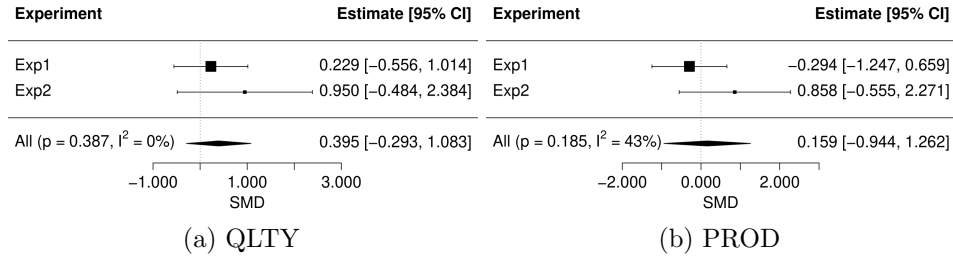 Experiment Estimate [95% CI]
Exp1 0.229 [−0.556, 1.014]
Exp2 0.950 [−0.484, 2.384]
All (p = 0.387, I² = 0%) 0.395 [−0.293, 1.083]
−1.000 1.000 3.000
SMD
(a) QLTY
Experiment Estimate [95% CI]
Exp1 −0.294 [−1.247, 0.659]
Exp2 0.858 [−0.555, 2.271]
All (p = 0.185, I² = 43%) 0.159 [−0.944, 1.262]
−2.000 0.000 2.000
SMD
(b) PROD